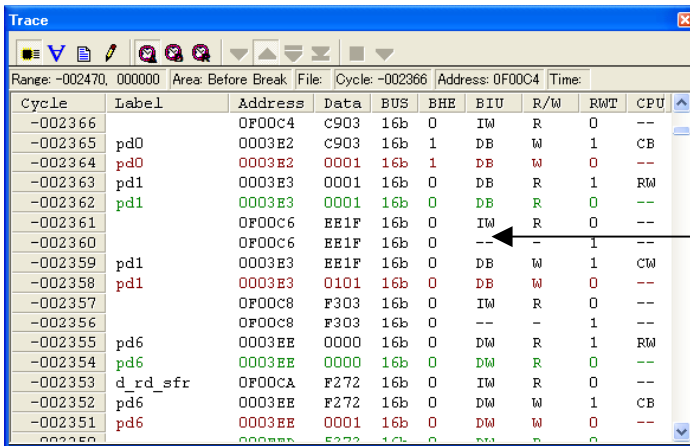 Trace
Range: -002470, 000000 Area: Before Break File: Cycle: -002366 Address: 0F00C4 Time:
Cycle Label Address Data BUS BHE BIU R/W RWT CPU
-002366 0F00C4 C903 16b 0 IW R 0 --
-002365 pd0 0003E2 C903 16b 1 DB W 1 CB
-002364 pd0 0003E2 0001 16b 1 DB W 0 --
-002363 pd1 0003E3 0001 16b 0 DB R 1 RW
-002362 pd1 0003E3 0001 16b 0 DB R 0 --
-002361 0F00C6 EE1F 16b 0 IW R 0 --
-002360 0F00C6 EE1F 16b 0 -- - 1 --
-002359 pd1 0003E3 EE1F 16b 0 DB W 1 CW
-002358 pd1 0003E3 0101 16b 0 DB W 0 --
-002357 0F00C8 F303 16b 0 IW R 0 --
-002356 0F00C8 F303 16b 0 -- - 1 --
-002355 pd6 0003EE 0000 16b 0 DW R 1 RW
-002354 pd6 0003EE 0000 16b 0 DW R 0 --
-002353 d_rd_sfr 0F00CA F272 16b 0 IW R 0 --
-002352 pd6 0003EE F272 16b 0 DW W 1 CB
-002351 pd6 0003EE 0001 16b 0 DW W 0 --